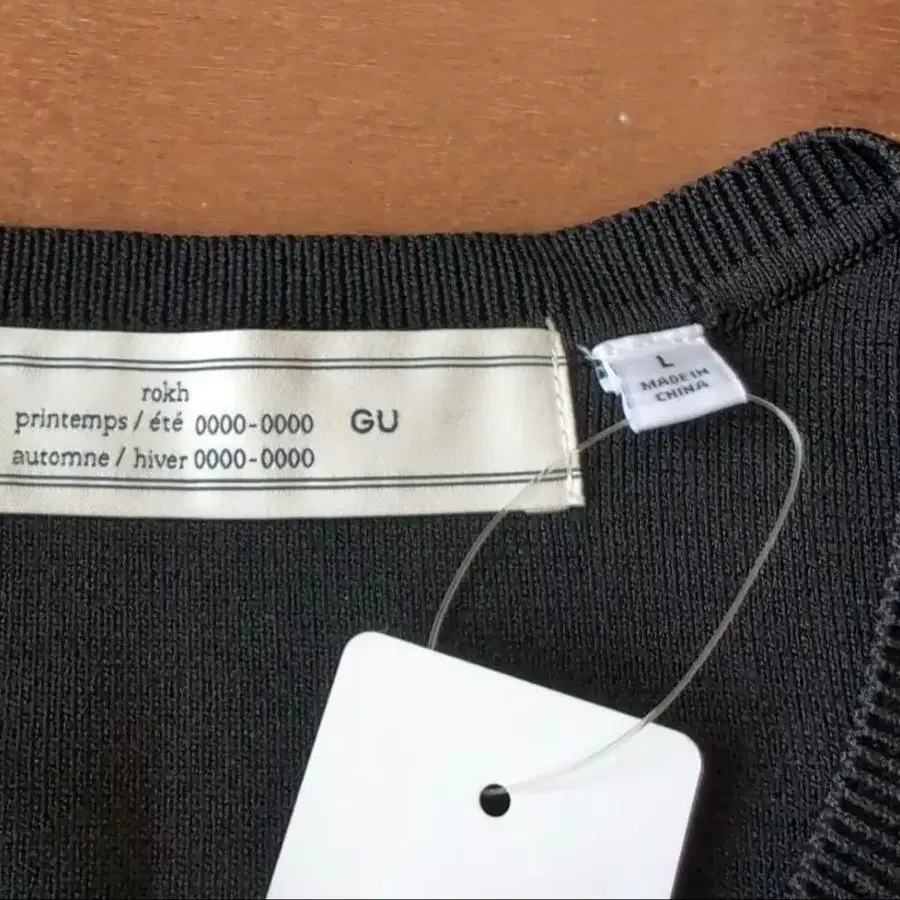 rokh
printemps / été 0000-0000 GU
automne / hiver 0000-0000
L
MADE IN
CHINA